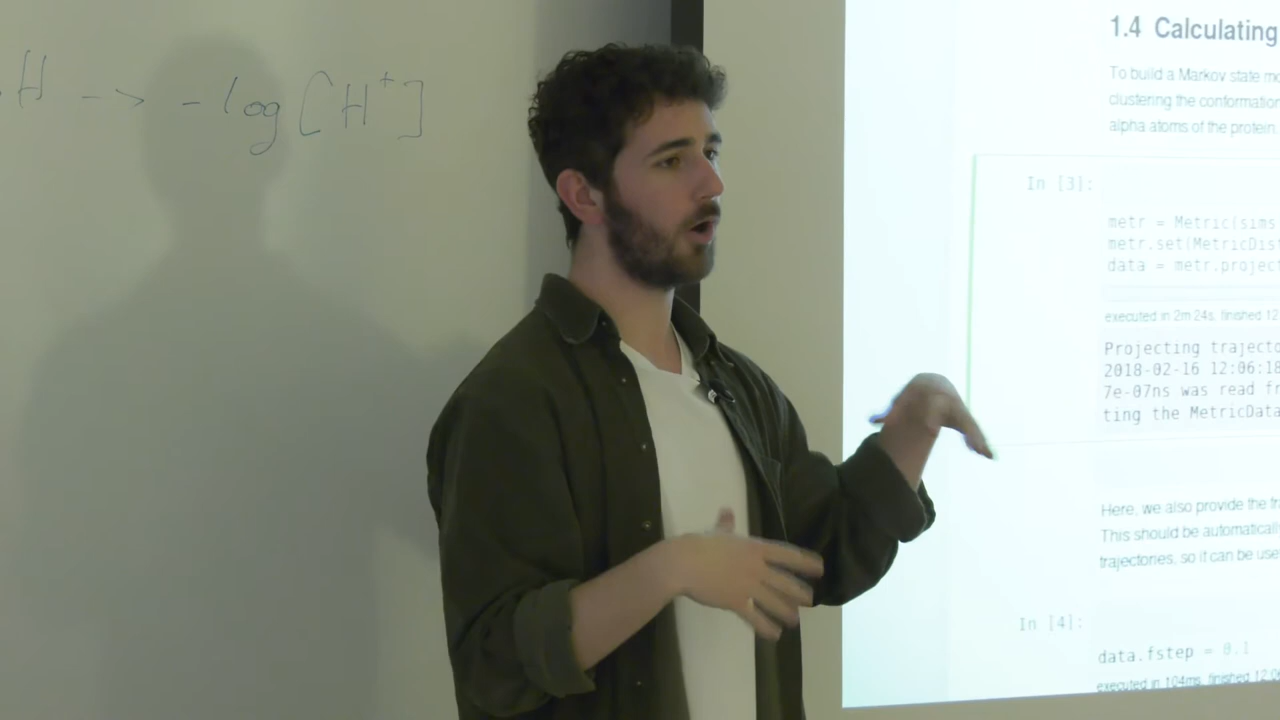 H -> -log[H⁺]
1.4 Calculating
To build a Markov state mo
clustering the conformation
alpha atoms of the protein.
In [3]:
metr = Metric(sims
metr.set(MetricDist
data = metr.project
executed in 2m 24s, finished 12
Projecting trajecto
2018-02-16 12:06:18
7e-07ns was read fr
ting the MetricData
Here, we also provide the fr
This should be automatically
trajectories, so it can be use
In [4]:
data.fstep = 0.1
executed in 104ms, finished 12:06